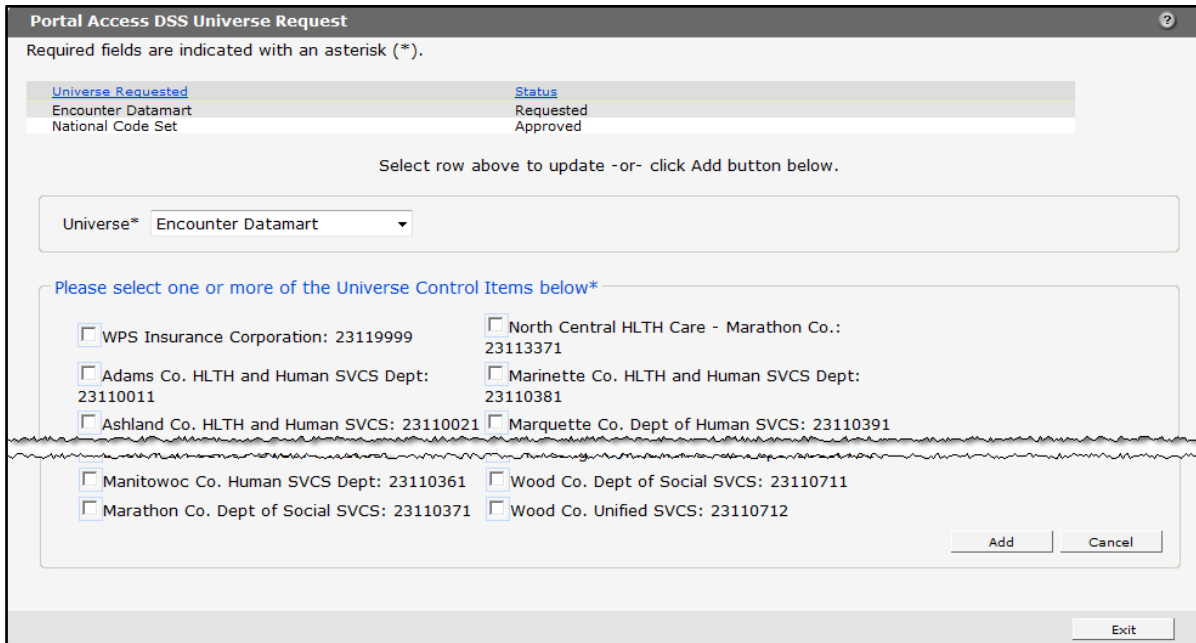 Portal Access DSS Universe Request ?
Required fields are indicated with an asterisk (*).
Universe Requested Status
Encounter Datamart Requested
National Code Set Approved
Select row above to update -or- click Add button below.
Universe* Encounter Datamart
Please select one or more of the Universe Control Items below*
WPS Insurance Corporation: 23119999
North Central HLTH Care - Marathon Co.:
23113371
Adams Co. HLTH and Human SVCS Dept:
23110011
Marinette Co. HLTH and Human SVCS Dept:
23110381
Ashland Co. HLTH and Human SVCS: 23110021
Marquette Co. Dept of Human SVCS: 23110391
Manitowoc Co. Human SVCS Dept: 23110361
Wood Co. Dept of Social SVCS: 23110711
Marathon Co. Dept of Social SVCS: 23110371
Wood Co. Unified SVCS: 23110712
Add Cancel
Exit